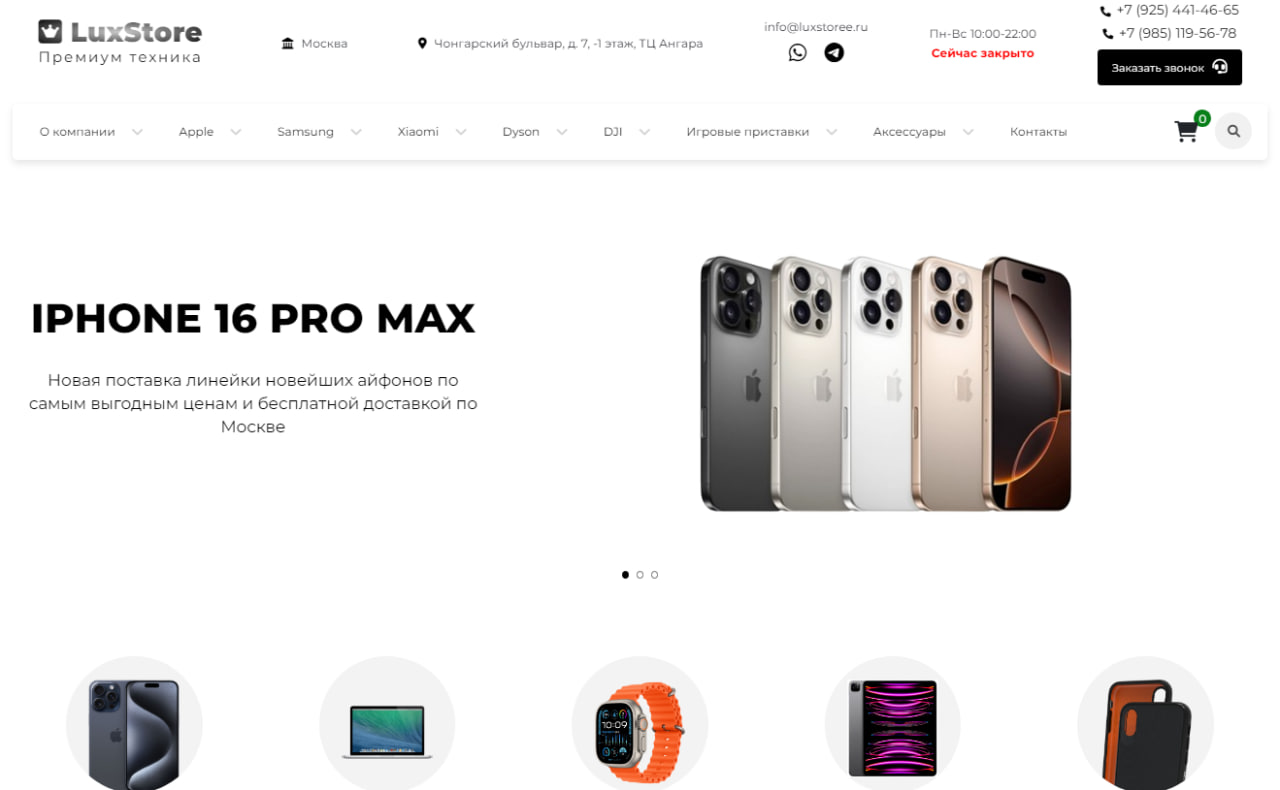 LuxStore
Премиум техника
Москва
Чонгарский бульвар, д. 7, -1 этаж, ТЦ Ангара
info@luxstoree.ru
Пн-Вс 10:00-22:00
Сейчас закрыто
+7 (925) 441-46-65
+7 (985) 119-56-78
Заказать звонок
О компании
Apple
Samsung
Xiaomi
Dyson
DJI
Игровые приставки
Аксессуары
Контакты
0
IPHONE 16 PRO MAX
Новая поставка линейки новейших айфонов по
самым выгодным ценам и бесплатной доставкой по
Москве
10:09